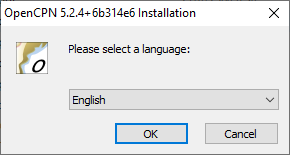 OpenCPN 5.2.4+6b314e6 Installation
Please select a language:
English
OK
Cancel